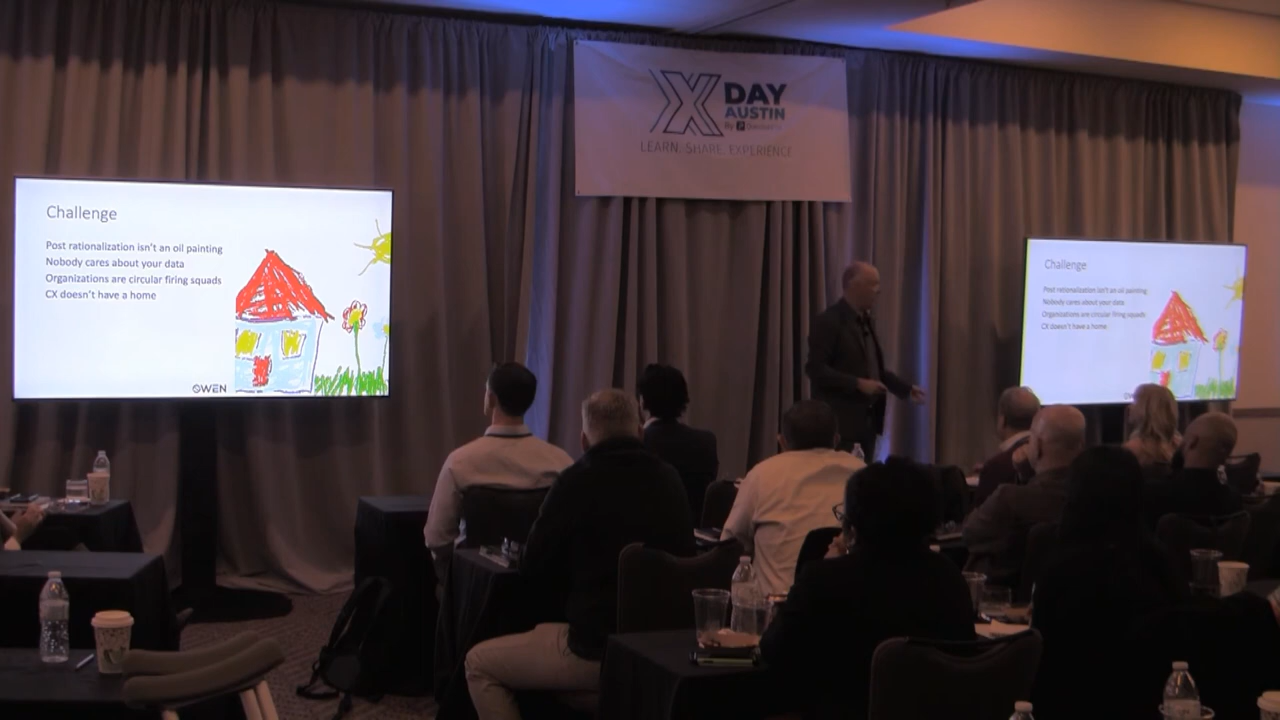 X DAY
AUSTIN
By
LEARN. SHARE. EXPERIENCE
Challenge
Post rationalization isn't an oil painting
Nobody cares about your data
Organizations are circular firing squads
CX doesn't have a home
OWEN
Challenge
Post rationalization isn't an oil painting
Nobody cares about your data
Organizations are circular firing squads
CX doesn't have a home